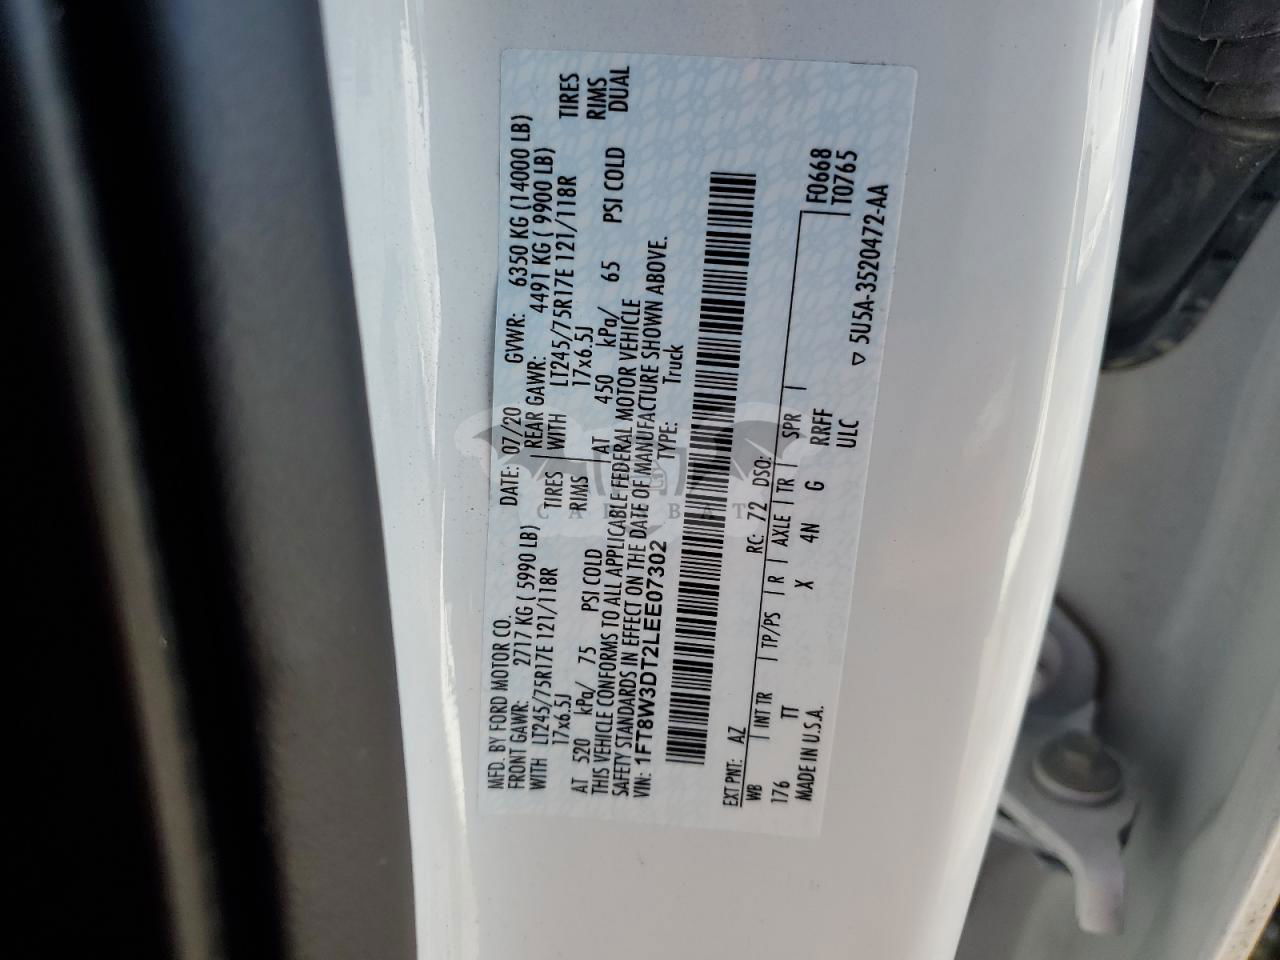 MFD. BY FORD MOTOR CO. DATE: 07/20 GVWR: 6350 KG (14000 LB)
FRONT GAWR: 2717 KG ( 5990 LB) REAR GAWR: 4491 KG ( 9900 LB)
WITH LT245/75R17E 121/118R TIRES WITH LT245/75R17E 121/118R TIRES
17x6.5J RIMS 17x6.5J RIMS
AT 520 kPa/ 75 PSI COLD AT 450 kPa/ 65 PSI COLD DUAL
THIS VEHICLE CONFORMS TO ALL APPLICABLE FEDERAL MOTOR VEHICLE
SAFETY STANDARDS IN EFFECT ON THE DATE OF MANUFACTURE SHOWN ABOVE.
VIN: 1FT8W3DT2LEE07302 TYPE: Truck
EXT PNT: AZ RC: 72 DSO:
WB INT TR TP/PS R AXLE TR SPR
176 TT X 4N G RRFF F0668
MADE IN U.S.A. ULC T0765
▽ 5U5A-3520472-AA
CARBAT